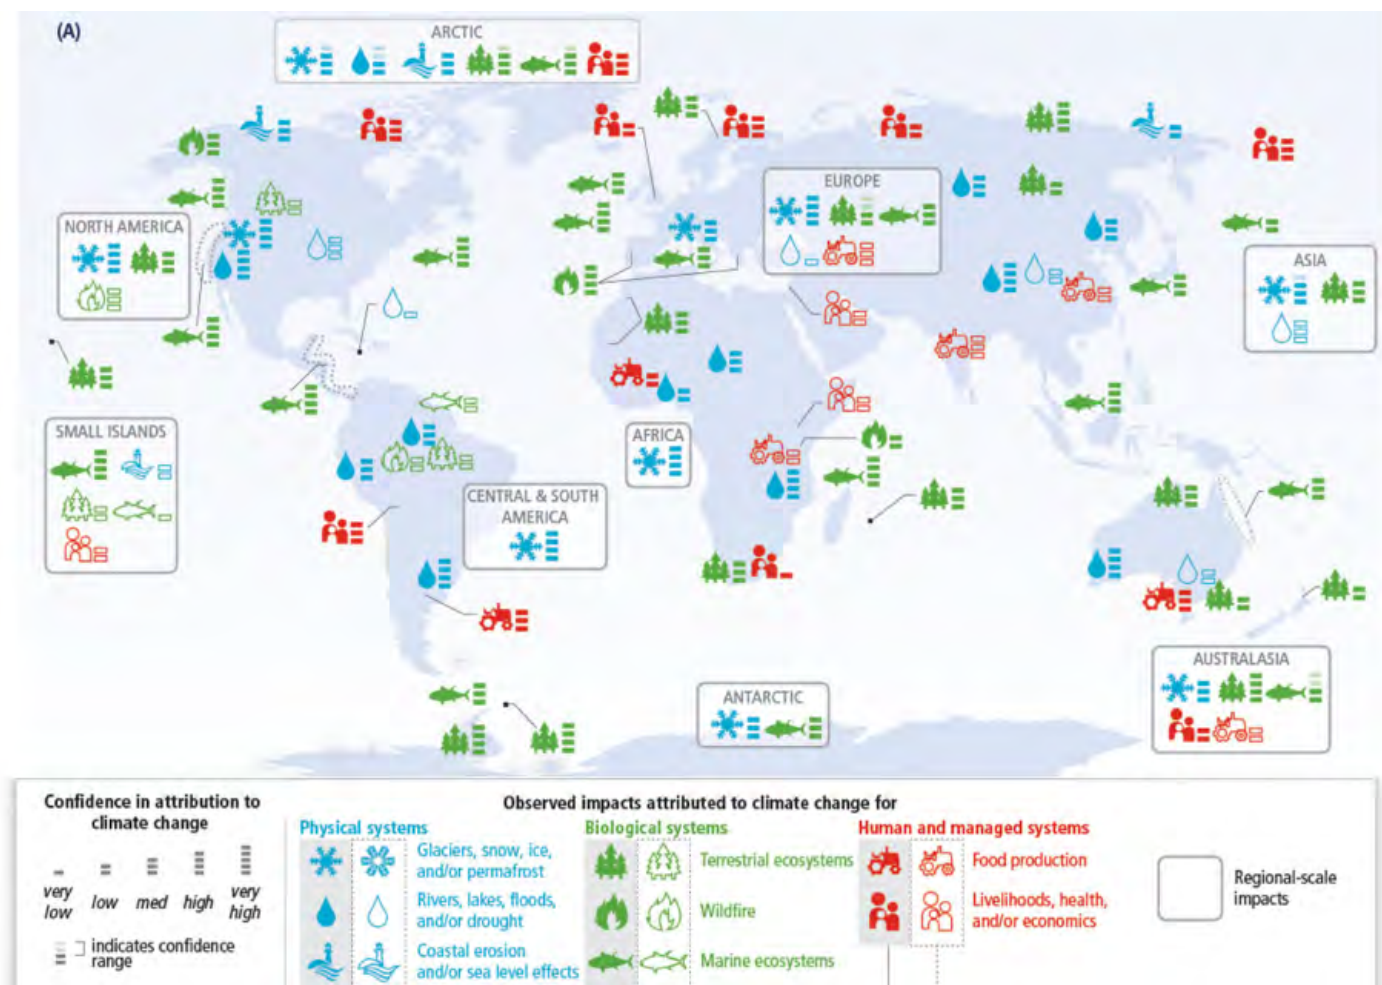 (A)
ARCTIC
EUROPE
NORTH AMERICA
ASIA
SMALL ISLANDS
AFRICA
CENTRAL & SOUTH
AMERICA
AUSTRALASIA
ANTARCTIC
Confidence in attribution to
climate change
very
low
low
med
high
very
high
indicates confidence
range
Observed impacts attributed to climate change for
Physical systems
Glaciers, snow, ice,
and/or permafrost
Rivers, lakes, floods,
and/or drought
Coastal erosion
and/or sea level effects
Biological systems
Terrestrial ecosystems
Wildfire
Marine ecosystems
Human and managed systems
Food production
Livelihoods, health,
and/or economics
Regional-scale
impacts